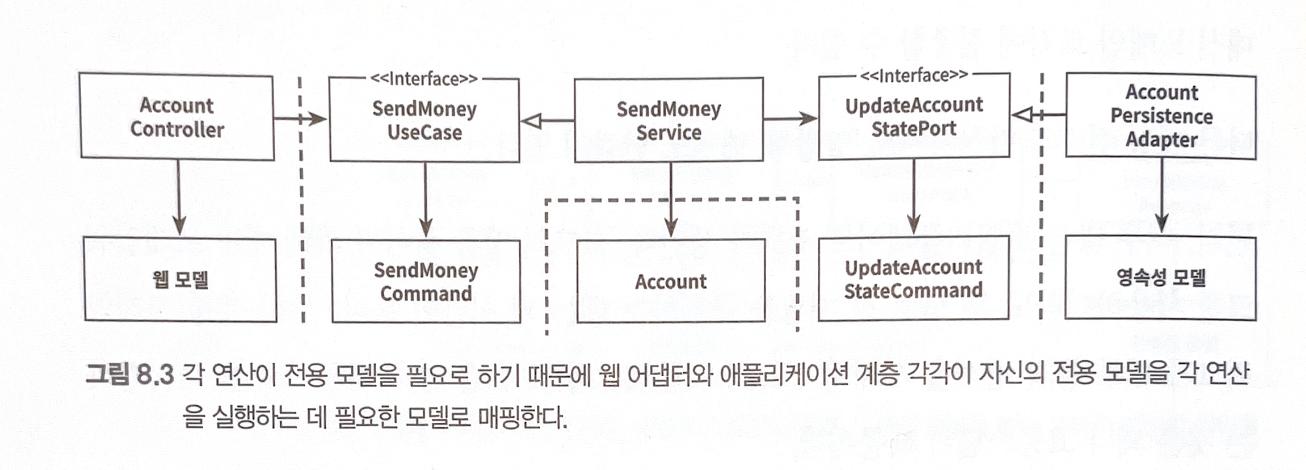 Account
Controller
<<Interface>>
SendMoney
UseCase
SendMoney
Service
<<Interface>>
UpdateAccount
StatePort
Account
Persistence
Adapter
웹 모델
SendMoney
Command
Account
UpdateAccount
StateCommand
영속성 모델
그림 8.3 각 연산이 전용 모델을 필요로 하기 때문에 웹 어댑터와 애플리케이션 계층 각각이 자신의 전용 모델을 각 연산
을 실행하는 데 필요한 모델로 매핑한다.